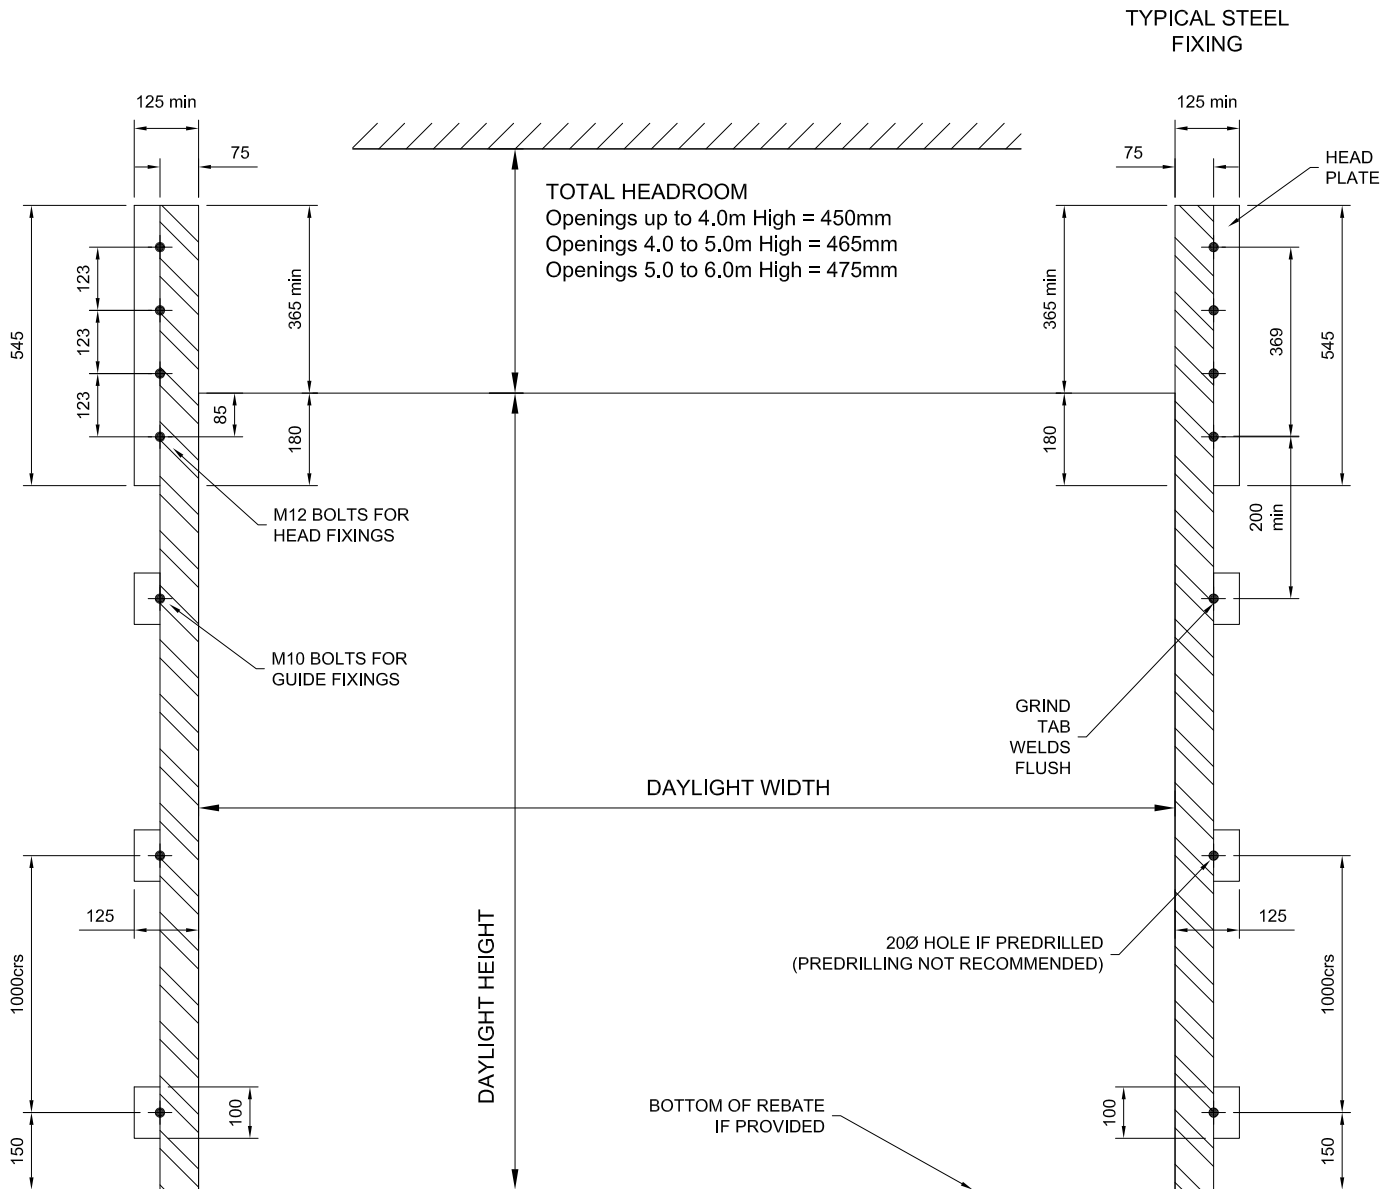 TYPICAL STEEL
FIXING
125 min
125 min
75
75
HEAD
PLATE
TOTAL HEADROOM
Openings up to 4.0m High = 450mm
Openings 4.0 to 5.0m High = 465mm
Openings 5.0 to 6.0m High = 475mm
545
123
123
123
365 min
85
180
365 min
180
369
545
200
min
M12 BOLTS FOR
HEAD FIXINGS
M10 BOLTS FOR
GUIDE FIXINGS
GRIND
TAB
WELDS
FLUSH
DAYLIGHT WIDTH
DAYLIGHT HEIGHT
125
125
20Ø HOLE IF PREDRILLED
(PREDRILLING NOT RECOMMENDED)
1000crs
1000crs
100
100
BOTTOM OF REBATE
IF PROVIDED
150
150